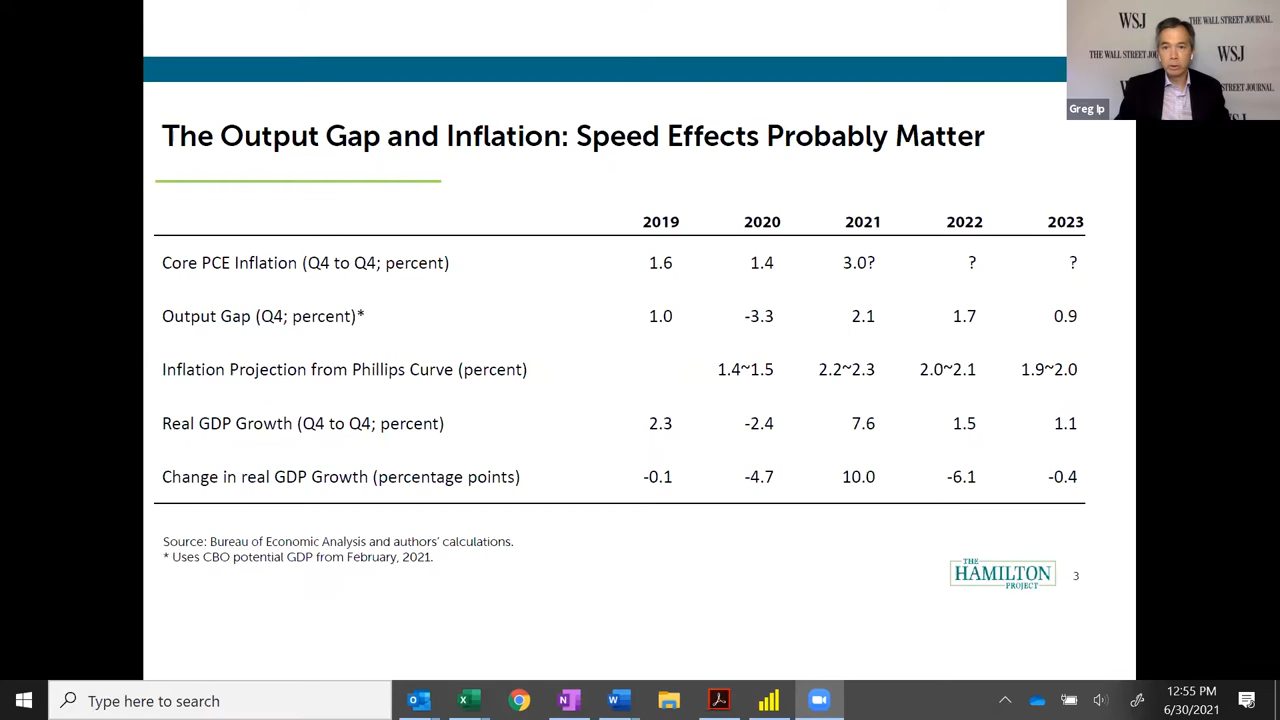 WSJ
THE WALL STREET JOURNAL
THE WALL STREET JOU
WSJ
JOURNAL.
Greg Ip
The Output Gap and Inflation: Speed Effects Probably Matter
2019 2020 2021 2022 2023
Core PCE Inflation (Q4 to Q4; percent) 1.6 1.4 3.0? ? ?
Output Gap (Q4; percent)* 1.0 -3.3 2.1 1.7 0.9
Inflation Projection from Phillips Curve (percent) 1.4~1.5 2.2~2.3 2.0~2.1 1.9~2.0
Real GDP Growth (Q4 to Q4; percent) 2.3 -2.4 7.6 1.5 1.1
Change in real GDP Growth (percentage points) -0.1 -4.7 10.0 -6.1 -0.4
Source: Bureau of Economic Analysis and authors' calculations.
* Uses CBO potential GDP from February, 2021.
THE
HAMILTON
PROJECT
3
Type here to search
12:55 PM
6/30/2021